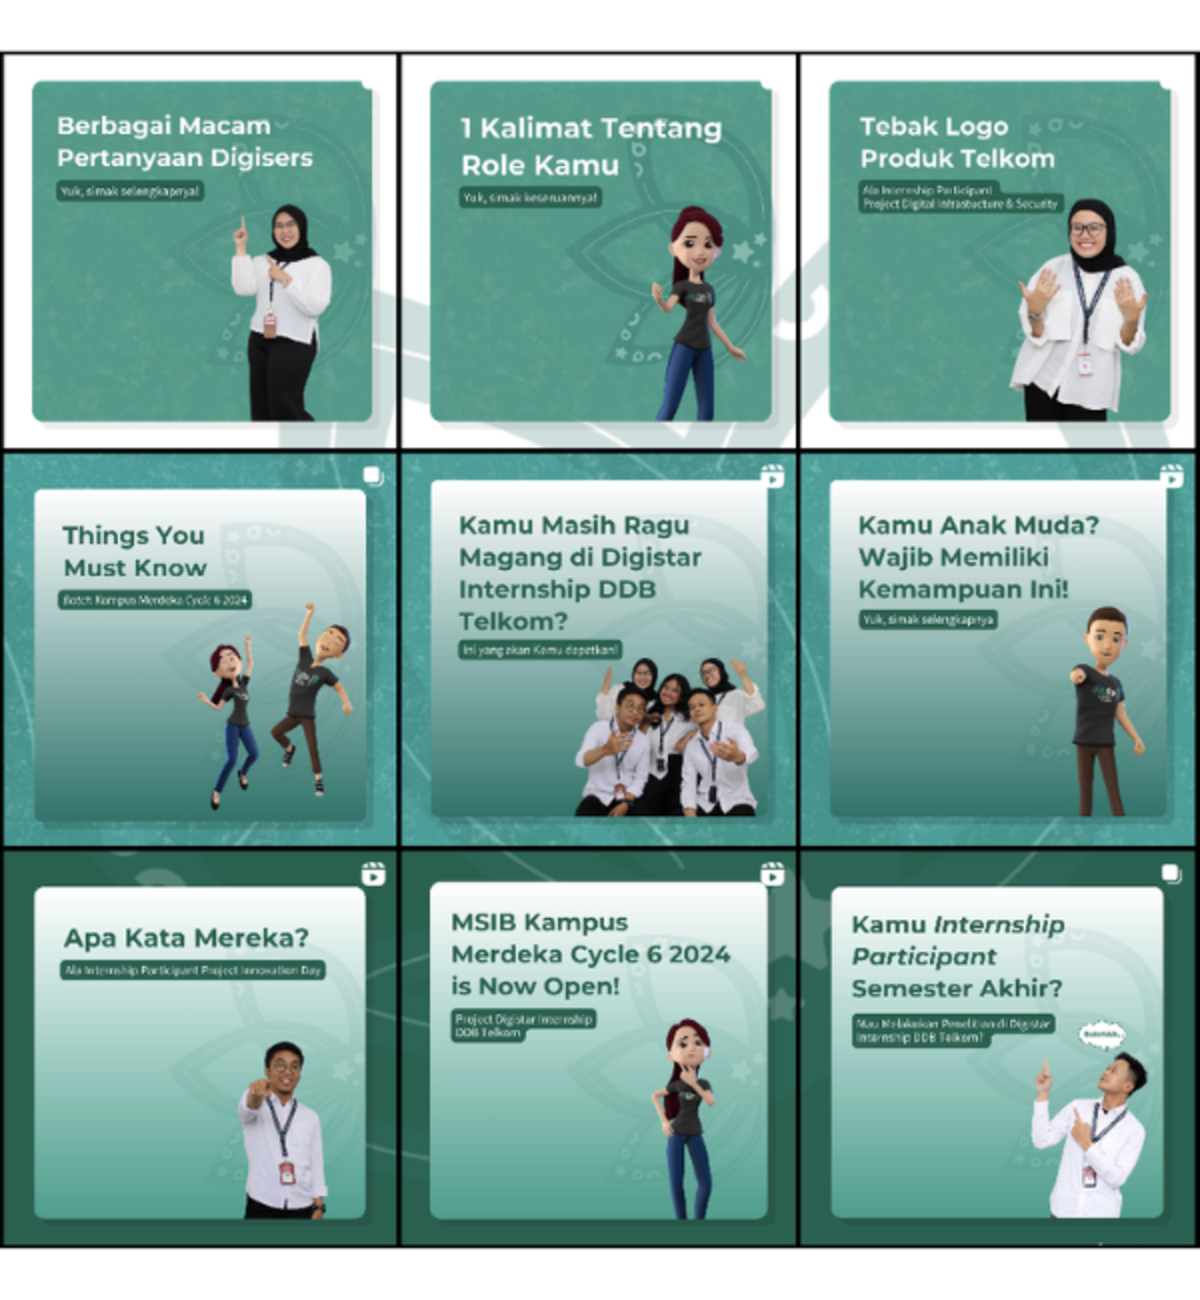 Berbagai Macam
Pertanyaan Digisers
Yuk, simak selengkapnya!
1 Kalimat Tentang
Role Kamu
Yuk, simak keseruannya!
Tebak Logo
Produk Telkom
Ala Internship Participant
Project Digital Infrastucture & Security
Things You
Must Know
Batch Kampus Merdeka Cycle 6 2024
Kamu Masih Ragu
Magang di Digistar
Internship DDB
Telkom?
Ini yang akan Kamu dapatkan!
Kamu Anak Muda?
Wajib Memiliki
Kemampuan Ini!
Yuk, simak selengkapnya
Apa Kata Mereka?
Ala Internship Participant Project Innovation Day
MSIB Kampus
Merdeka Cycle 6 2024
is Now Open!
Project Digistar Internship
DDB Telkom
Kamu Internship
Participant
Semester Akhir?
Mau Melakukan Penelitian di Digistar
Internship DDB Telkom?